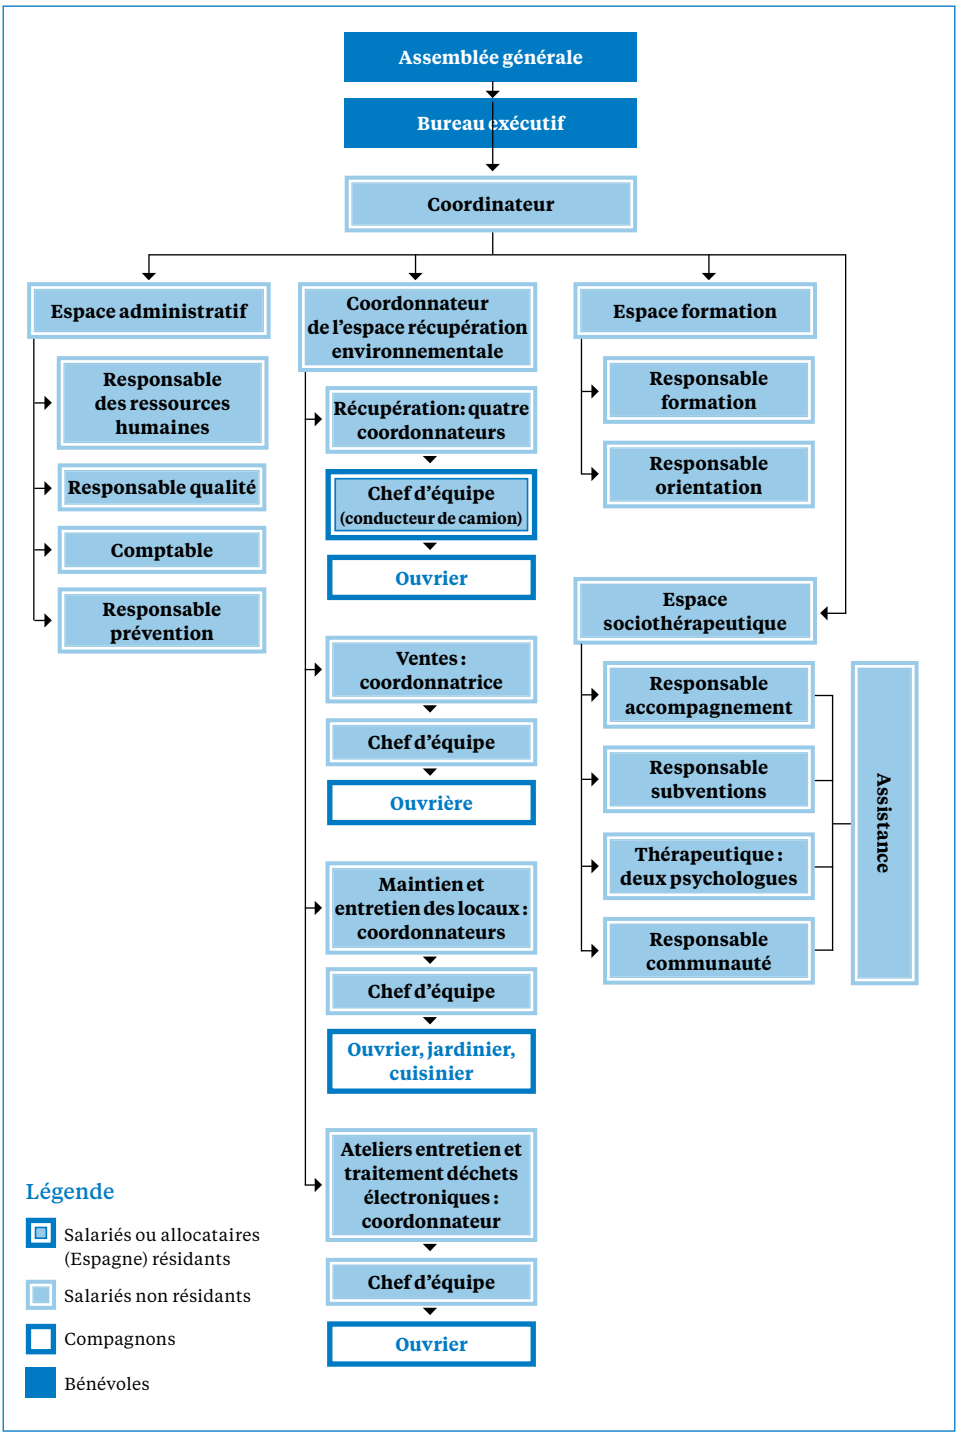 Assemblée générale
Bureau exécutif
Coordinateur
Espace administratif
Responsable
des ressources
humaines
Responsable qualité
Comptable
Responsable
prévention
Coordonnateur
de l’espace récupération
environnementale
Récupération: quatre
coordonnateurs
Chef d’équipe
(conducteur de camion)
Ouvrier
Ventes :
coordonnatrice
Chef d’équipe
Ouvrière
Maintien et
entretien des locaux :
coordonnateurs
Chef d’équipe
Ouvrier, jardinier,
cuisinier
Ateliers entretien et
traitement déchets
électroniques :
coordonnateur
Chef d’équipe
Ouvrier
Espace formation
Responsable
formation
Responsable
orientation
Espace
sociothérapeutique
Responsable
accompagnement
Responsable
subventions
Thérapeutique :
deux psychologues
Responsable
communauté
Assistance
Légende
Salariés ou allocataires
(Espagne) résidants
Salariés non résidants
Compagnons
Bénévoles